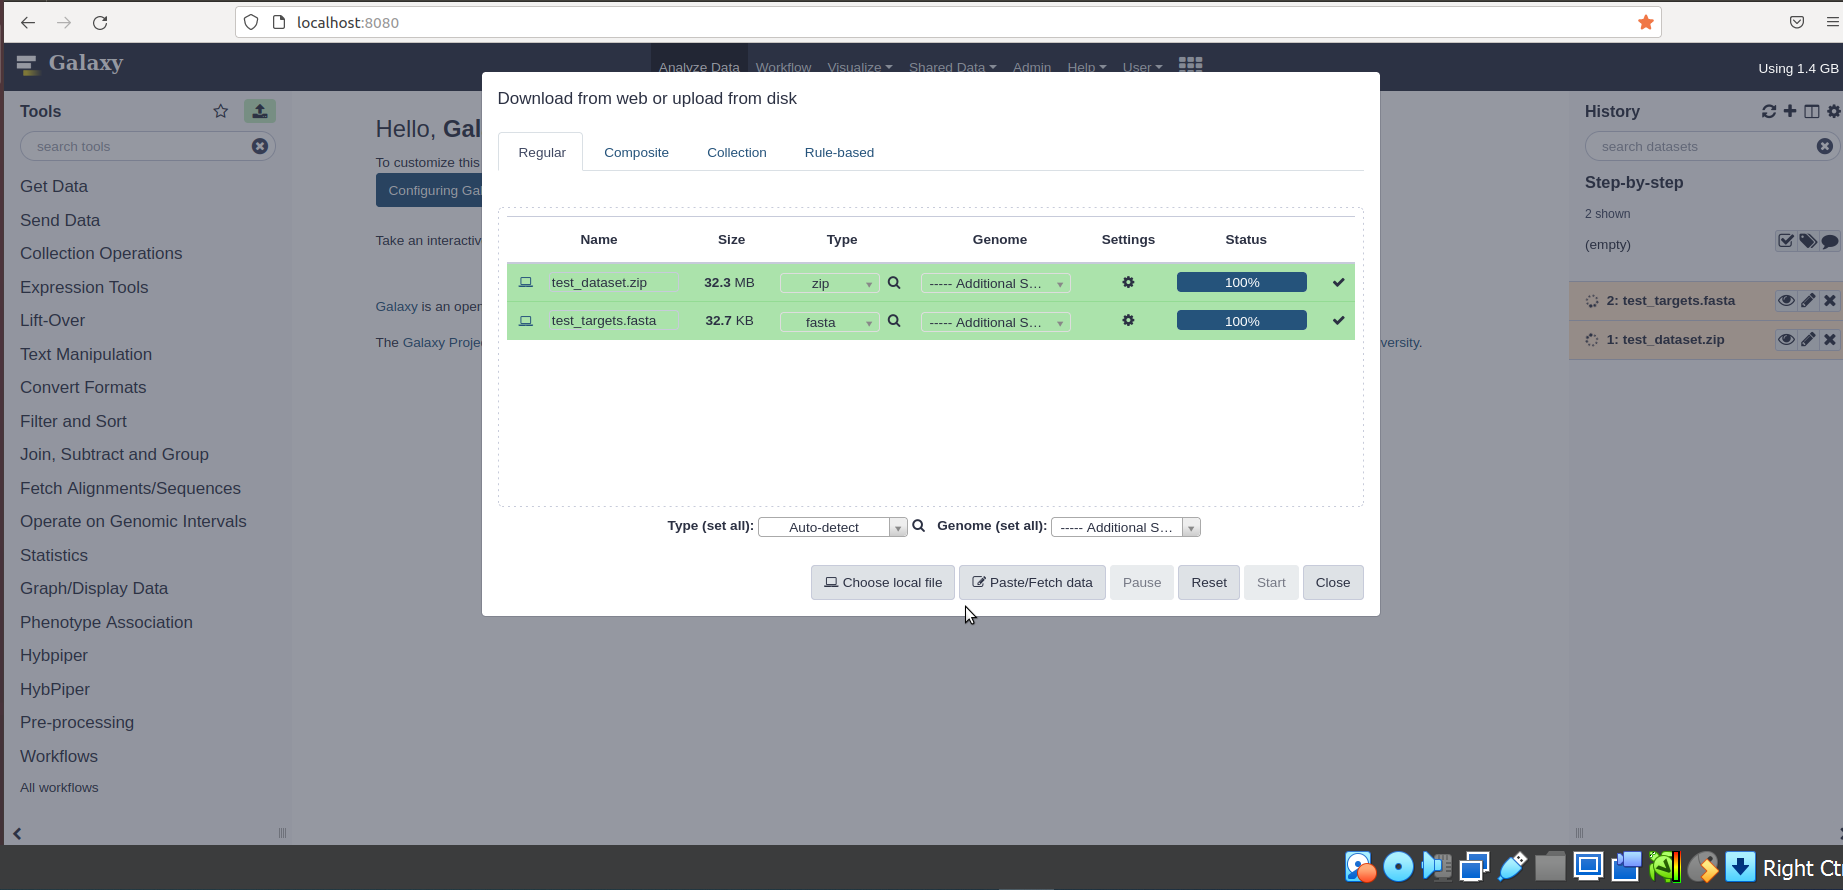 localhost:8080
Galaxy
Analyze Data Workflow Visualize Shared Data Admin Help User
Using 1.4 GB
Tools
search tools
Get Data
Send Data
Collection Operations
Expression Tools
Lift-Over
Text Manipulation
Convert Formats
Filter and Sort
Join, Subtract and Group
Fetch Alignments/Sequences
Operate on Genomic Intervals
Statistics
Graph/Display Data
Phenotype Association
Hybpiper
HybPiper
Pre-processing
Workflows
All workflows
Hello, Gal
To customize this
Configuring Gal
Take an interactiv
Galaxy is an open
The Galaxy Proje
versity.
Download from web or upload from disk
Regular Composite Collection Rule-based
Name Size Type Genome Settings Status
test_dataset.zip 32.3 MB zip ----- Additional S... 100%
test_targets.fasta 32.7 KB fasta ----- Additional S... 100%
Type (set all): Auto-detect Genome (set all): ----- Additional S...
Choose local file Paste/Fetch data Pause Reset Start Close
History
search datasets
Step-by-step
2 shown
(empty)
2: test_targets.fasta
1: test_dataset.zip
Right Ct